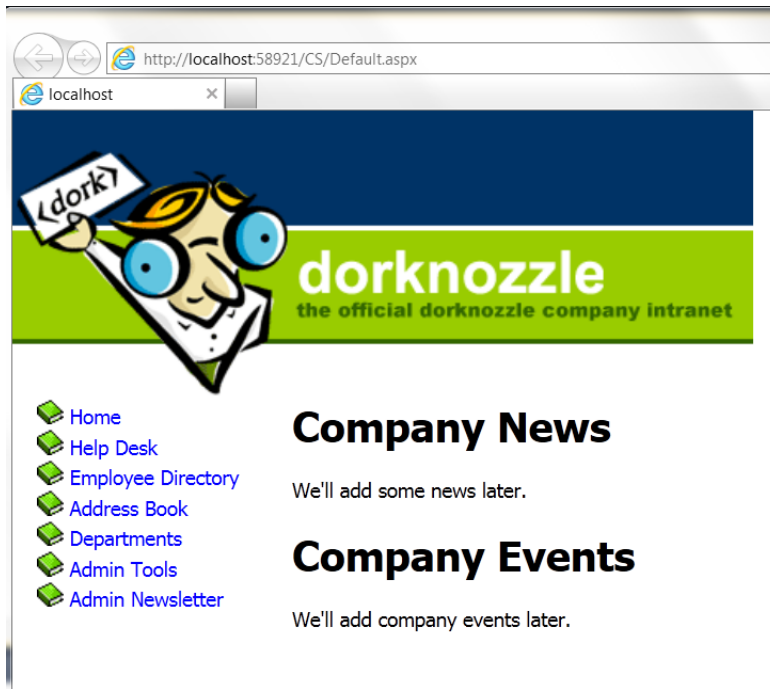 http://localhost:58921/CS/Default.aspx
localhost
<dork>
dorknozzle
the official dorknozzle company intranet
Home
Help Desk
Employee Directory
Address Book
Departments
Admin Tools
Admin Newsletter
Company News
We'll add some news later.
Company Events
We'll add company events later.